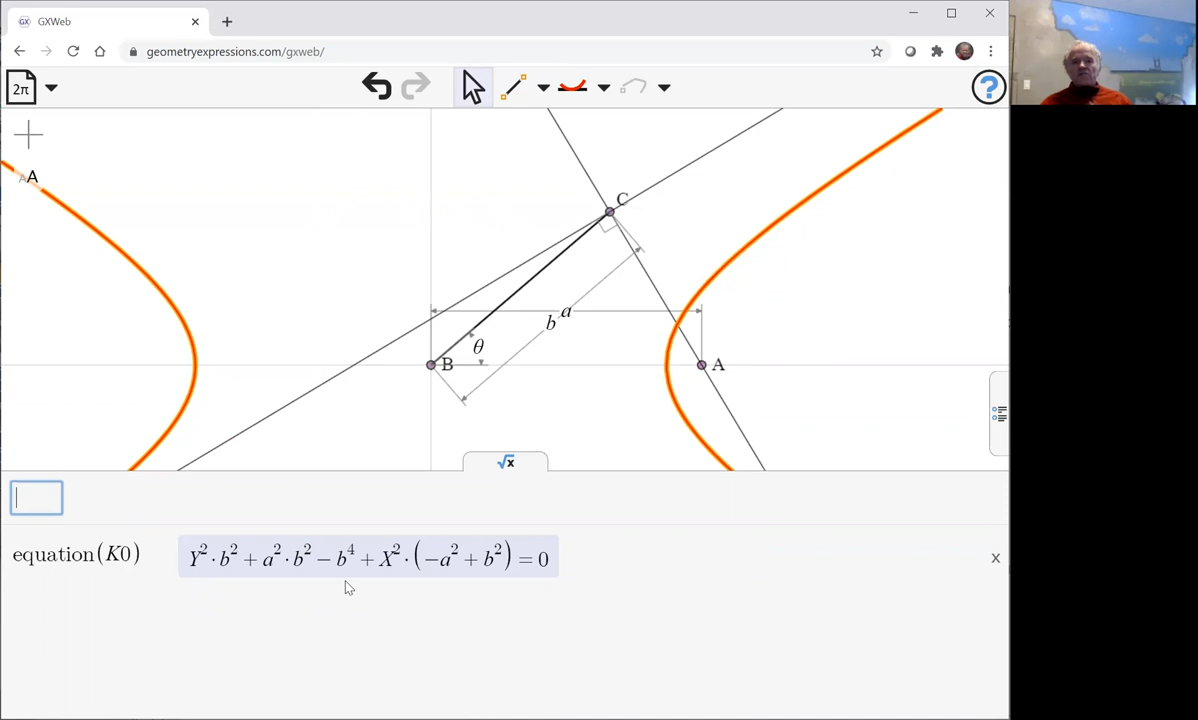 GXWeb
geometryexpressions.com/gxweb/
2π
?
A
A
C
a
b
θ
B
A
√x
equation(K0) Y²·b² + a²·b² − b⁴ + X²·(−a² + b²) = 0
x